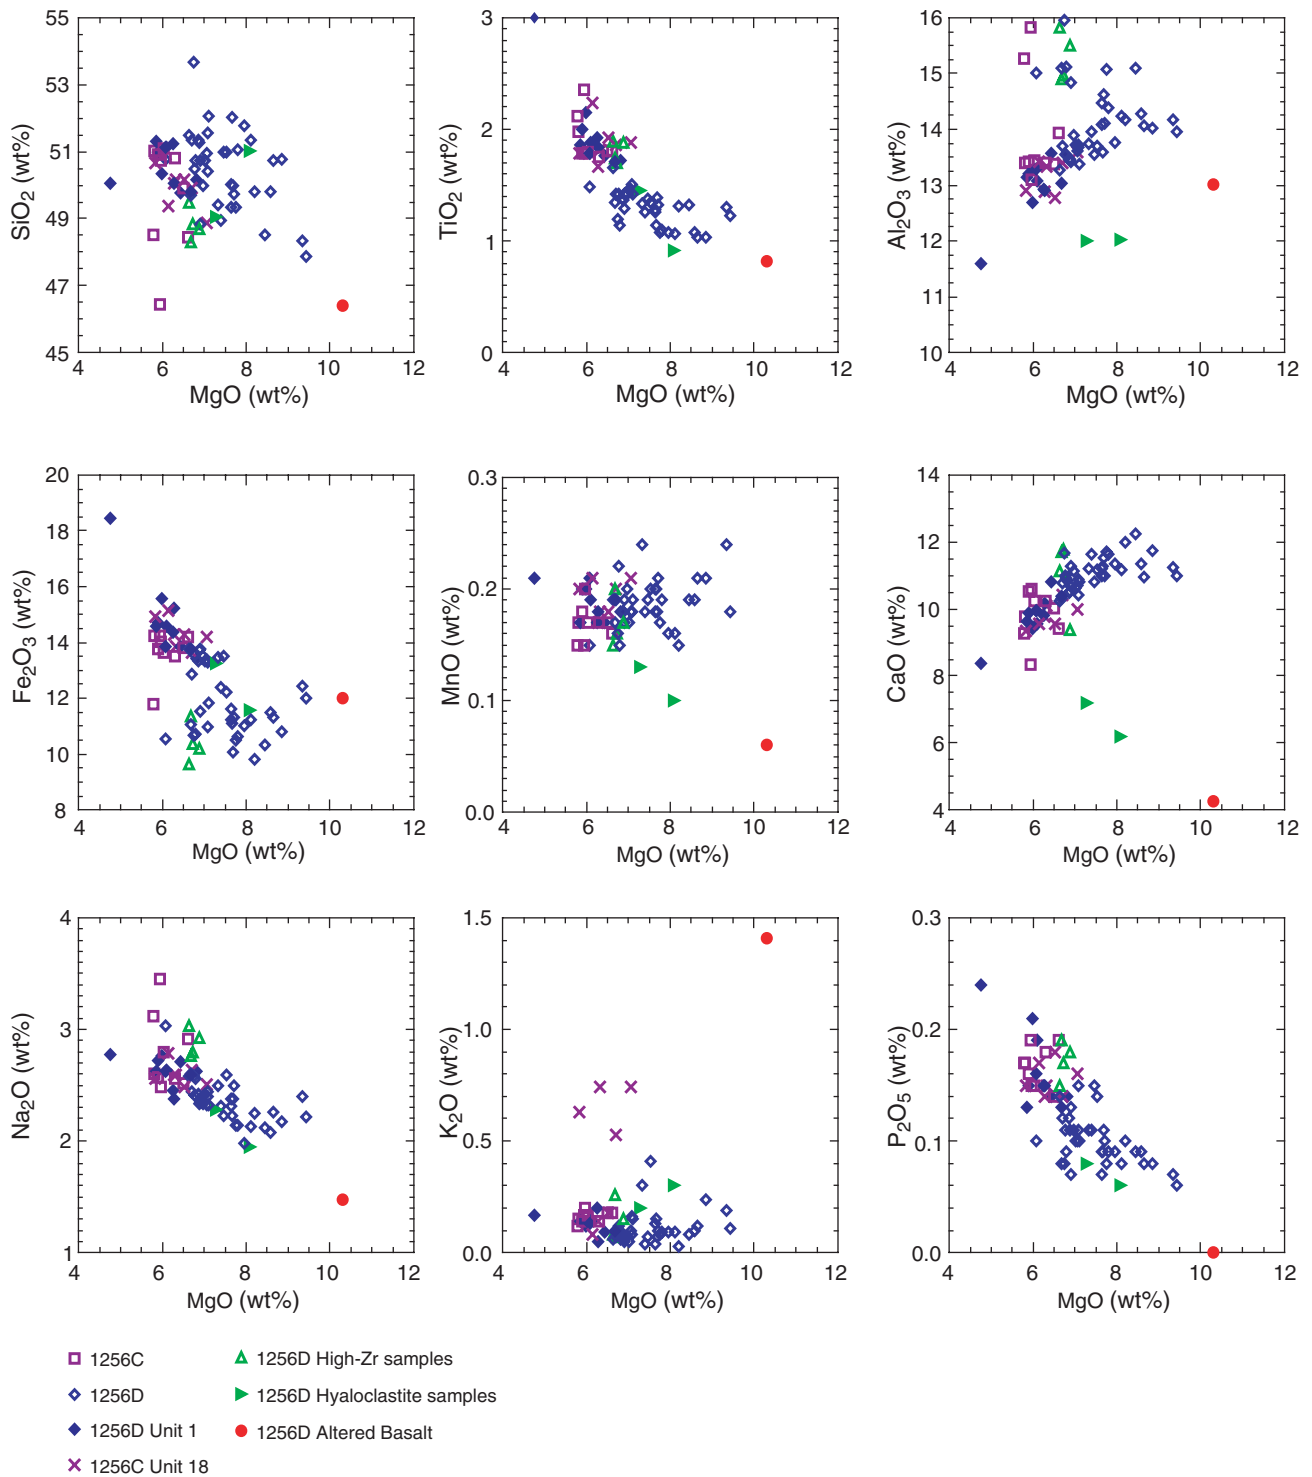 SiO2 (wt%)
55
53
51
49
47
45
4 6 8 10 12
MgO (wt%)
TiO2 (wt%)
3
2
1
0
4 6 8 10 12
MgO (wt%)
Al2O3 (wt%)
16
15
14
13
12
11
10
4 6 8 10 12
MgO (wt%)
Fe2O3 (wt%)
20
18
16
14
12
10
8
4 6 8 10 12
MgO (wt%)
MnO (wt%)
0.3
0.2
0.1
0.0
4 6 8 10 12
MgO (wt%)
CaO (wt%)
14
12
10
8
6
4
4 6 8 10 12
MgO (wt%)
Na2O (wt%)
4
3
2
1
4 6 8 10 12
MgO (wt%)
K2O (wt%)
1.5
1.0
0.5
0.0
4 6 8 10 12
MgO (wt%)
P2O5 (wt%)
0.3
0.2
0.1
0.0
4 6 8 10 12
MgO (wt%)
1256C
1256D
1256D Unit 1
1256C Unit 18
1256D High-Zr samples
1256D Hyaloclastite samples
1256D Altered Basalt